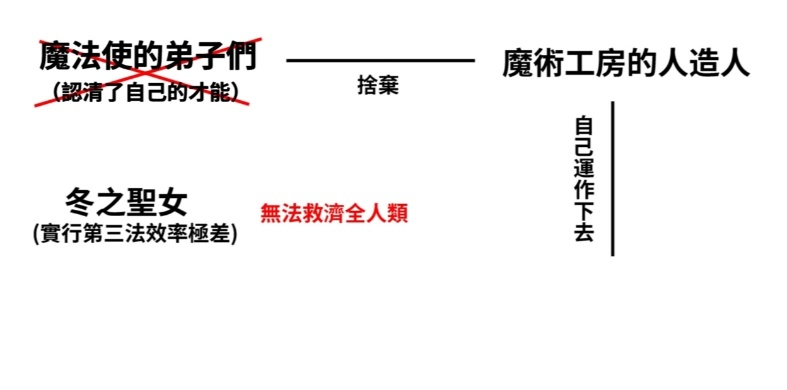 魔法使的弟子們
（認清了自己的才能）
捨棄
魔術工房的人造人
自己運作下去
冬之聖女
(實行第三法效率極差)
無法救濟全人類